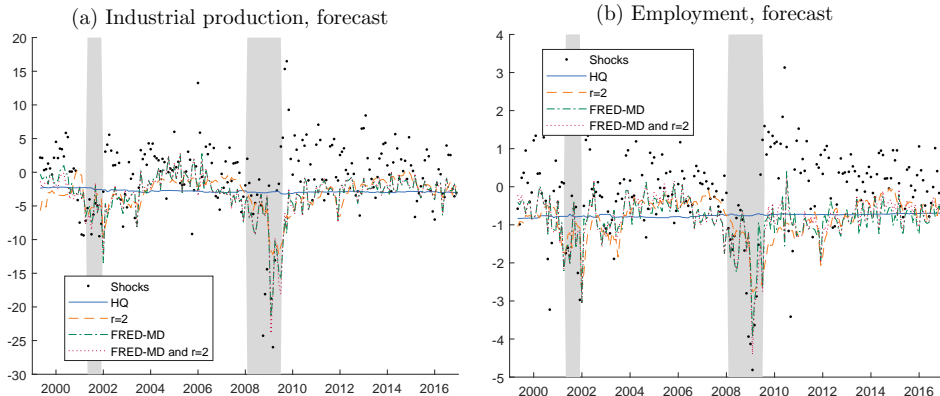 (a) Industrial production, forecast
20
15
10
5
0
-5
-10
-15
-20
-25
-30
Shocks
HQ
r=2
FRED-MD
FRED-MD and r=2
2000 2002 2004 2006 2008 2010 2012 2014 2016
(b) Employment, forecast
4
3
2
1
0
-1
-2
-3
-4
-5
Shocks
HQ
r=2
FRED-MD
FRED-MD and r=2
2000 2002 2004 2006 2008 2010 2012 2014 2016